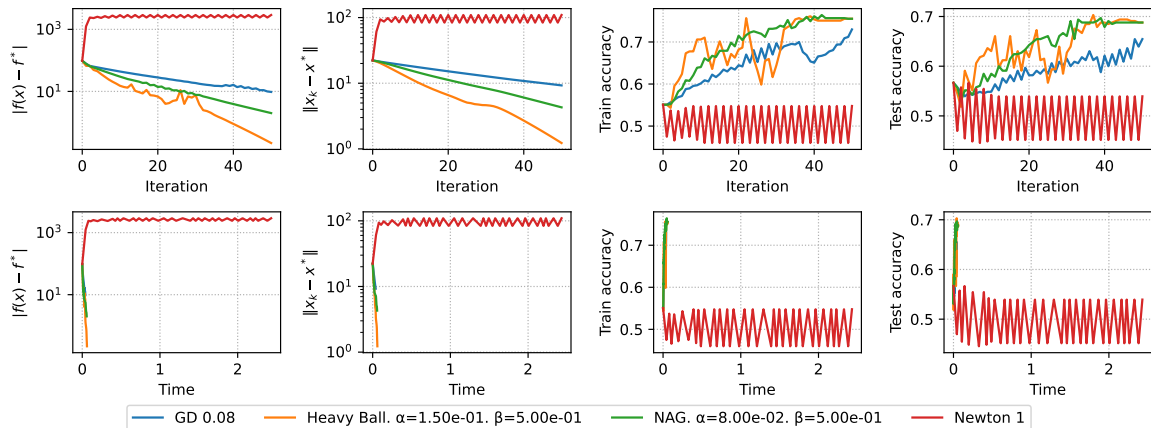 |f(x) − f*|
10³
10¹
0 20 40
Iteration
‖xₖ − x*‖
10²
10¹
10⁰
0 20 40
Iteration
Train accuracy
0.7
0.6
0.5
0 20 40
Iteration
Test accuracy
0.7
0.6
0.5
0 20 40
Iteration
|f(x) − f*|
10³
10¹
0 1 2
Time
‖xₖ − x*‖
10²
10¹
10⁰
0 1 2
Time
Train accuracy
0.7
0.6
0.5
0 1 2
Time
Test accuracy
0.7
0.6
0.5
0 1 2
Time
GD 0.08 Heavy Ball. α=1.50e-01. β=5.00e-01 NAG. α=8.00e-02. β=5.00e-01 Newton 1